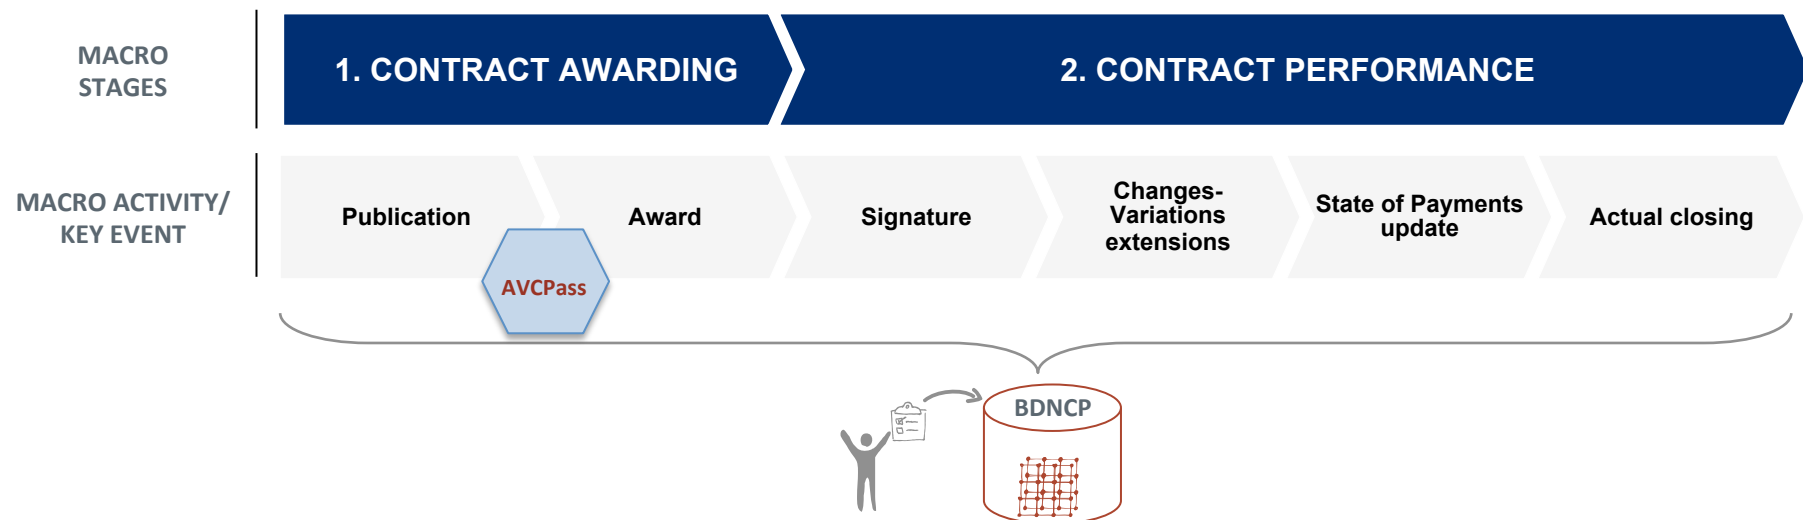 MACRO
STAGES
1. CONTRACT AWARDING
2. CONTRACT PERFORMANCE
MACRO ACTIVITY/
KEY EVENT
Publication
Award
Signature
Changes-
Variations
extensions
State of Payments
update
Actual closing
AVCPass
BDNCP